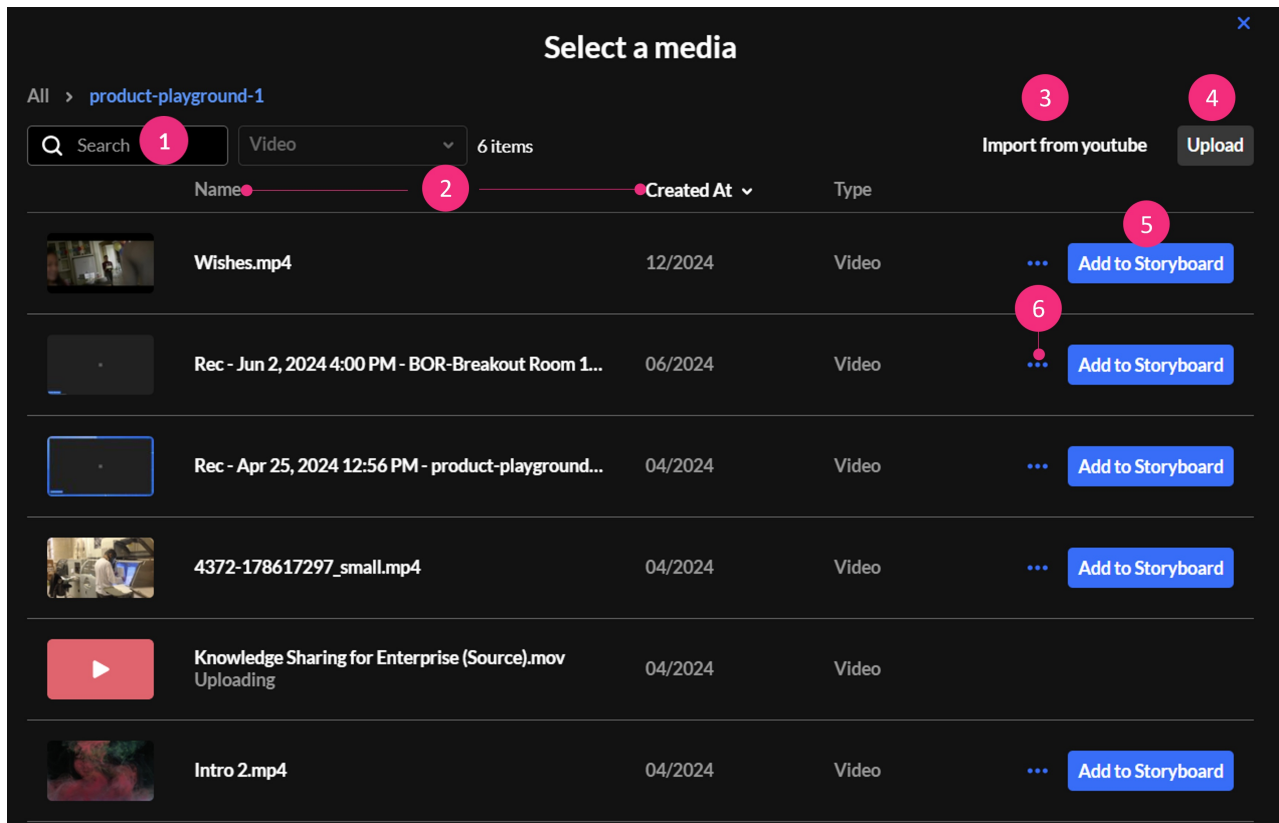 Select a media
All > product-playground-1
3
4
Search 1 Video 6 items Import from youtube Upload
Name 2 Created At Type
5
Wishes.mp4 12/2024 Video ••• Add to Storyboard
6
Rec - Jun 2, 2024 4:00 PM - BOR-Breakout Room 1... 06/2024 Video ••• Add to Storyboard
Rec - Apr 25, 2024 12:56 PM - product-playground... 04/2024 Video ••• Add to Storyboard
4372-178617297_small.mp4 04/2024 Video ••• Add to Storyboard
Knowledge Sharing for Enterprise (Source).mov 04/2024 Video
Uploading
Intro 2.mp4 04/2024 Video ••• Add to Storyboard